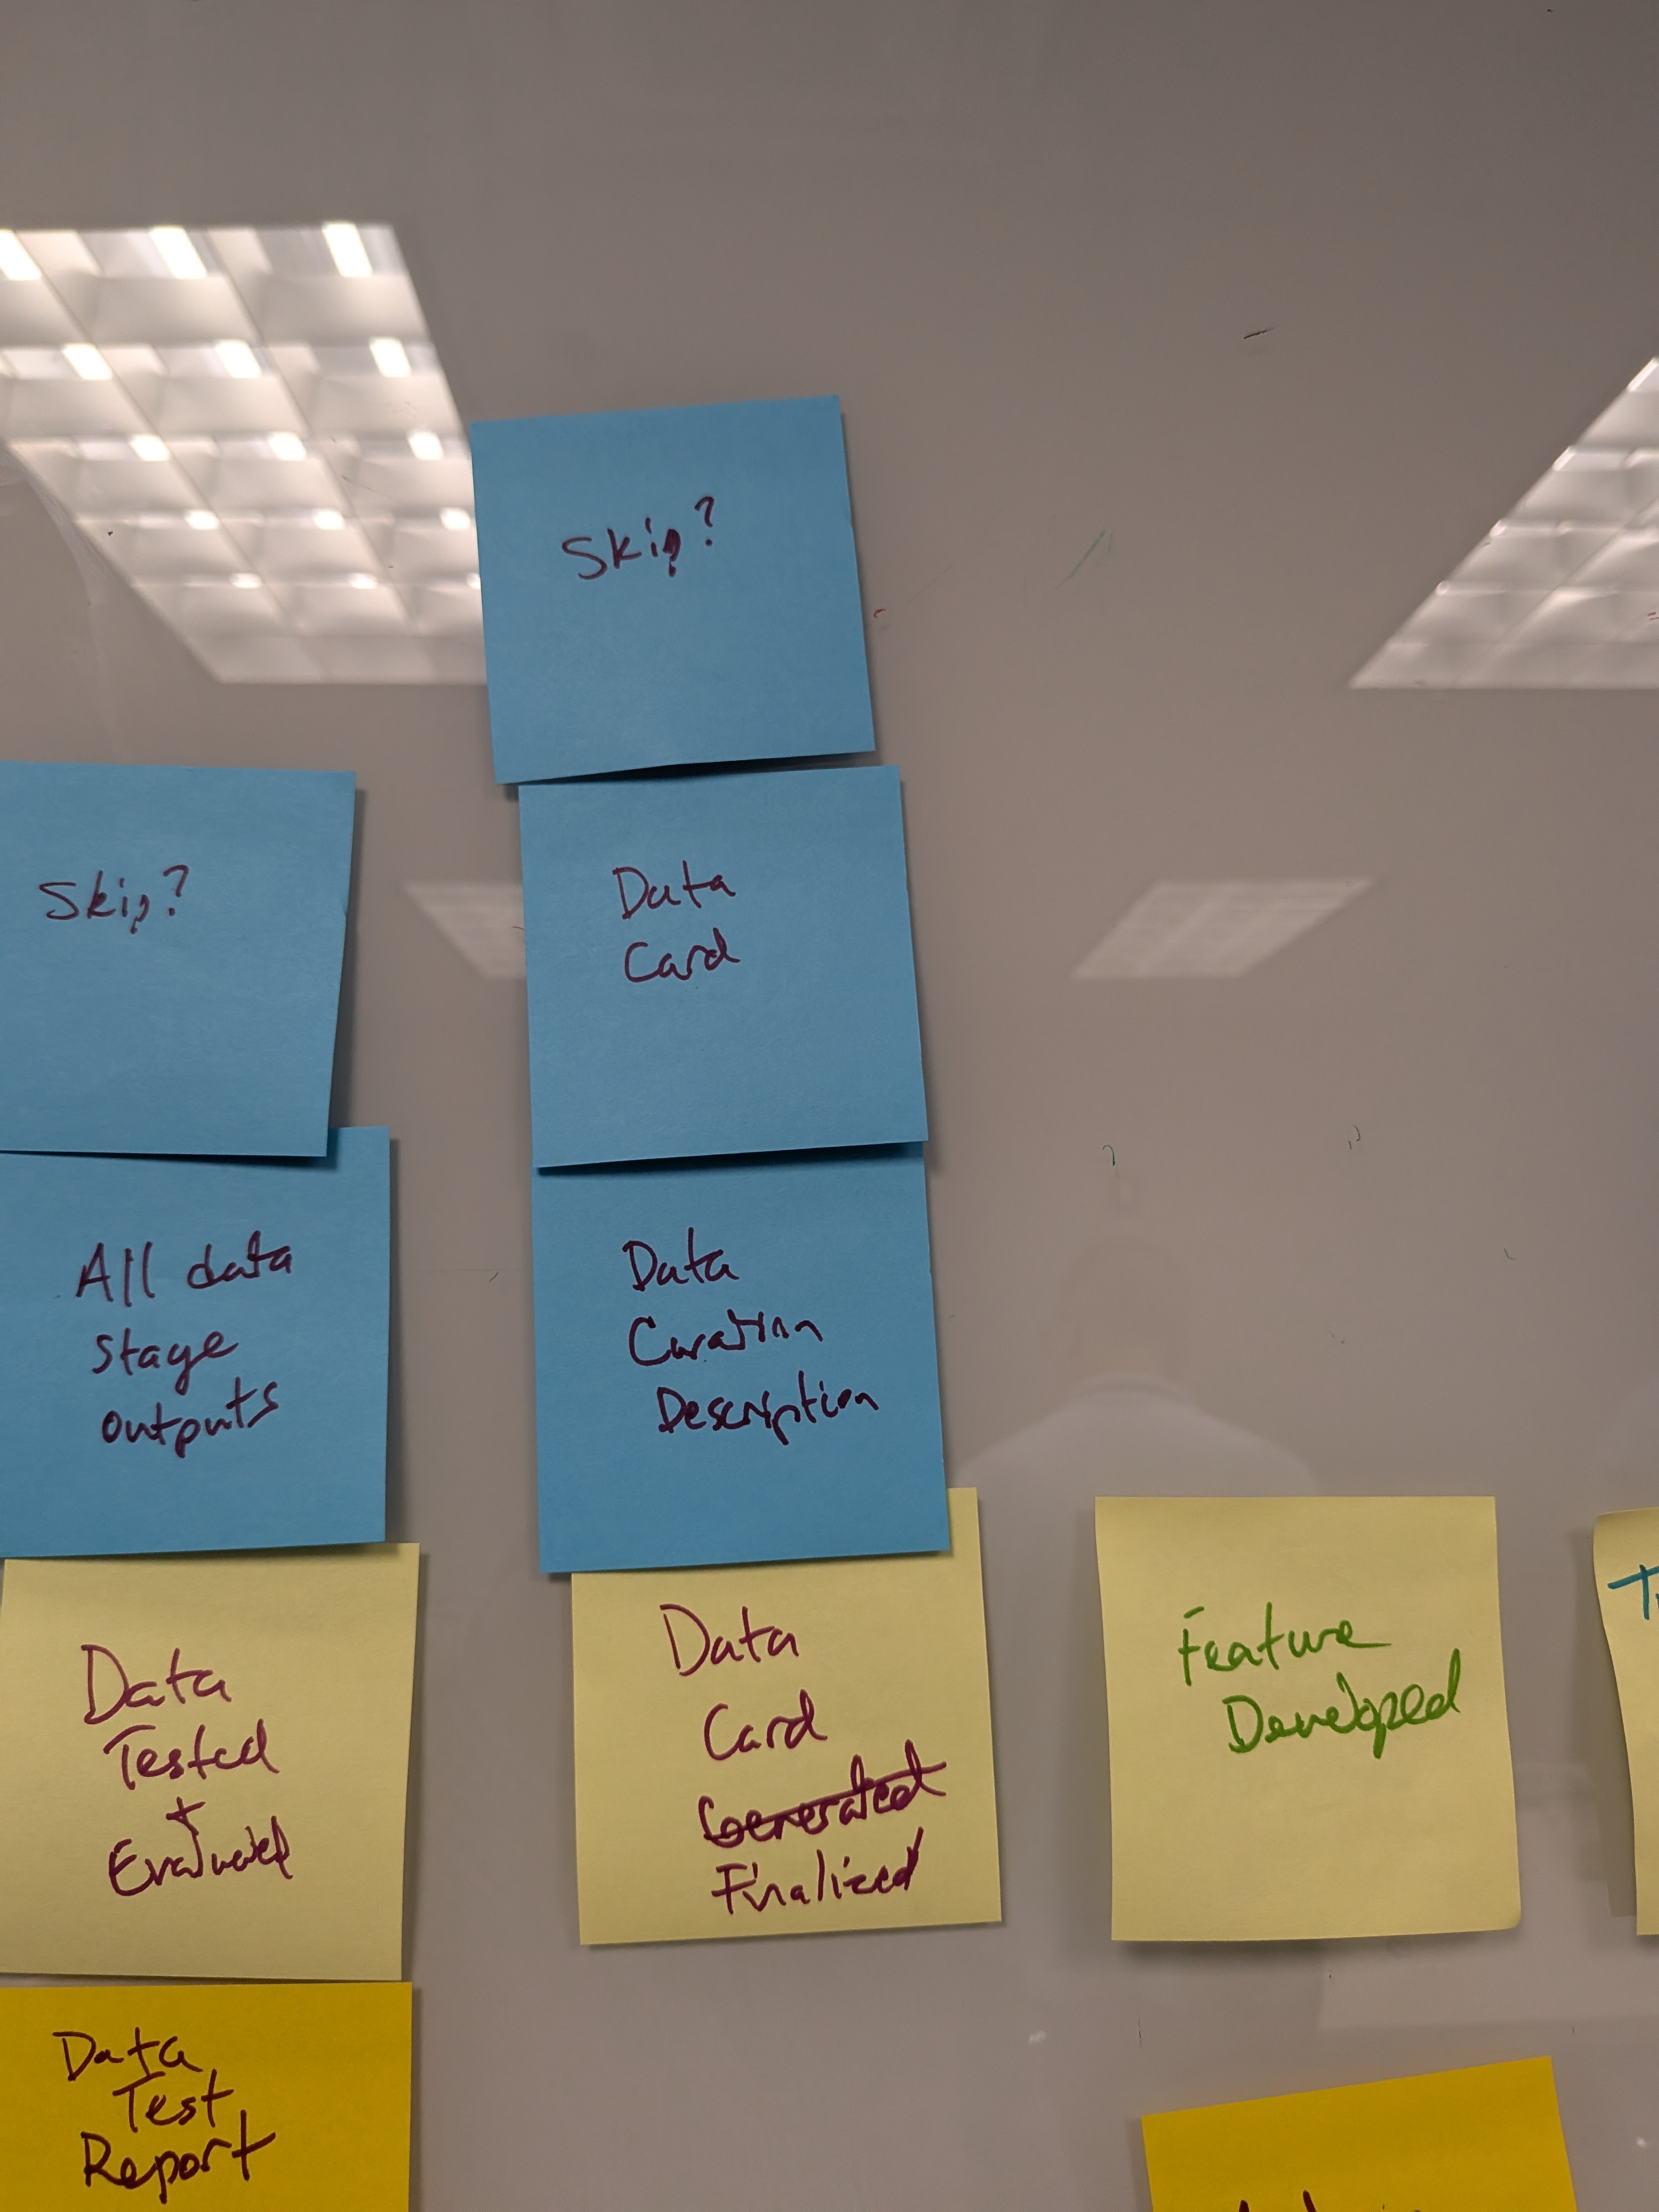 Skip?
Skip?
Data
Card
All data
stage
outputs
Data
Curation
Description
Data
Tested
+
Evaluated
Data
Card
Generated
Finalized
Feature
Developed
Data
Test
Report